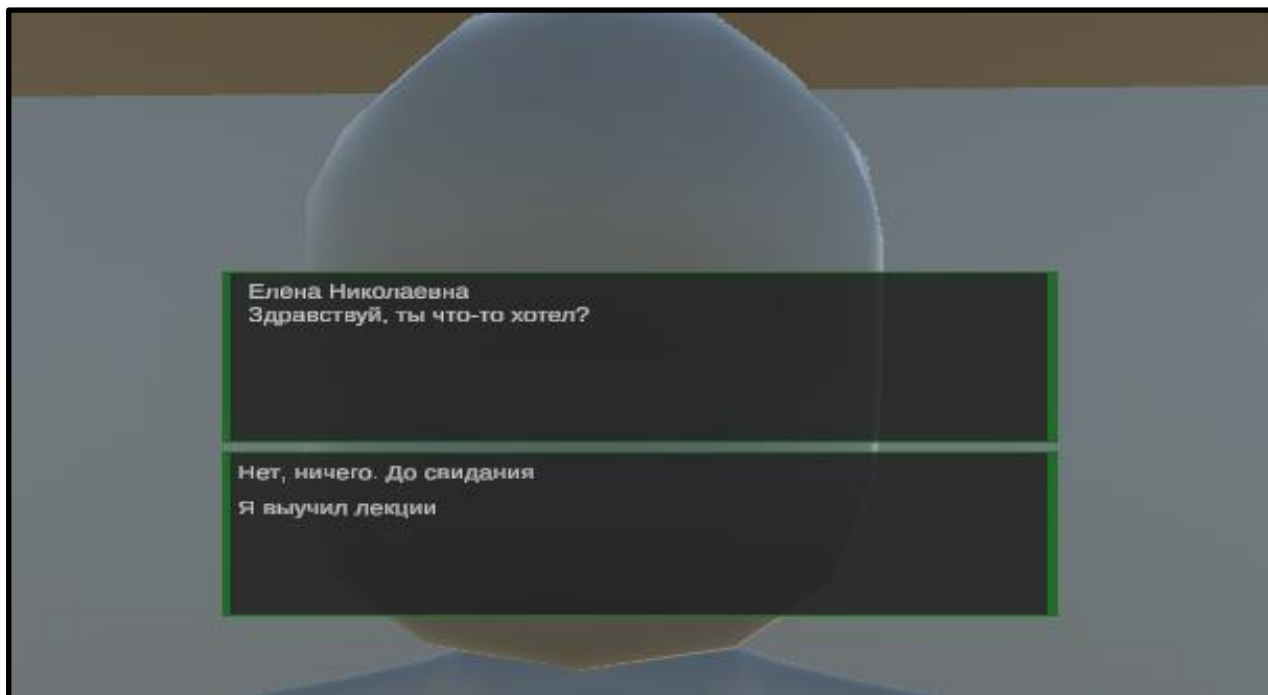 Елена Николаевна
Здравствуй, ты что-то хотел?
Нет, ничего. До свидания
Я выучил лекции